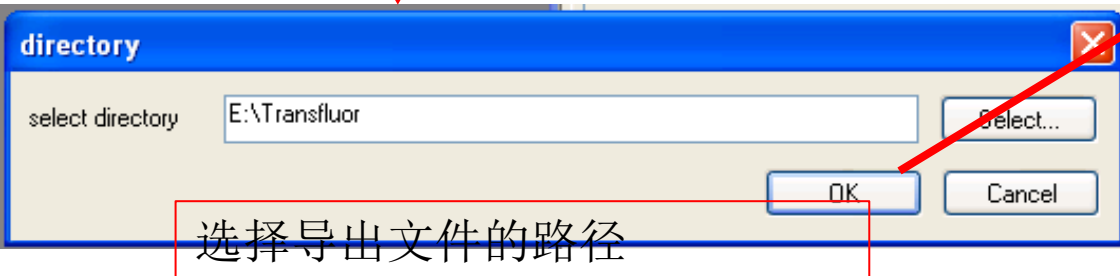 directory
select directory
E:\Transfluor
Select...
OK
Cancel
选择导出文件的路径